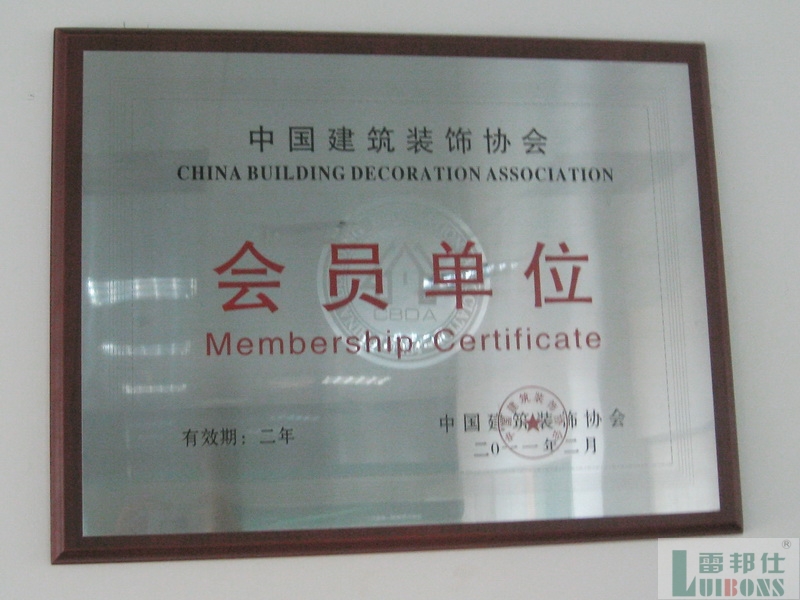 中国建筑装饰协会
CHINA BUILDING DECORATION ASSOCIATION
会员单位
CBDA
Membership Certificate
有效期：二年
中国建筑装饰协会
二〇一一年二月
雷邦仕®
LUIBONS